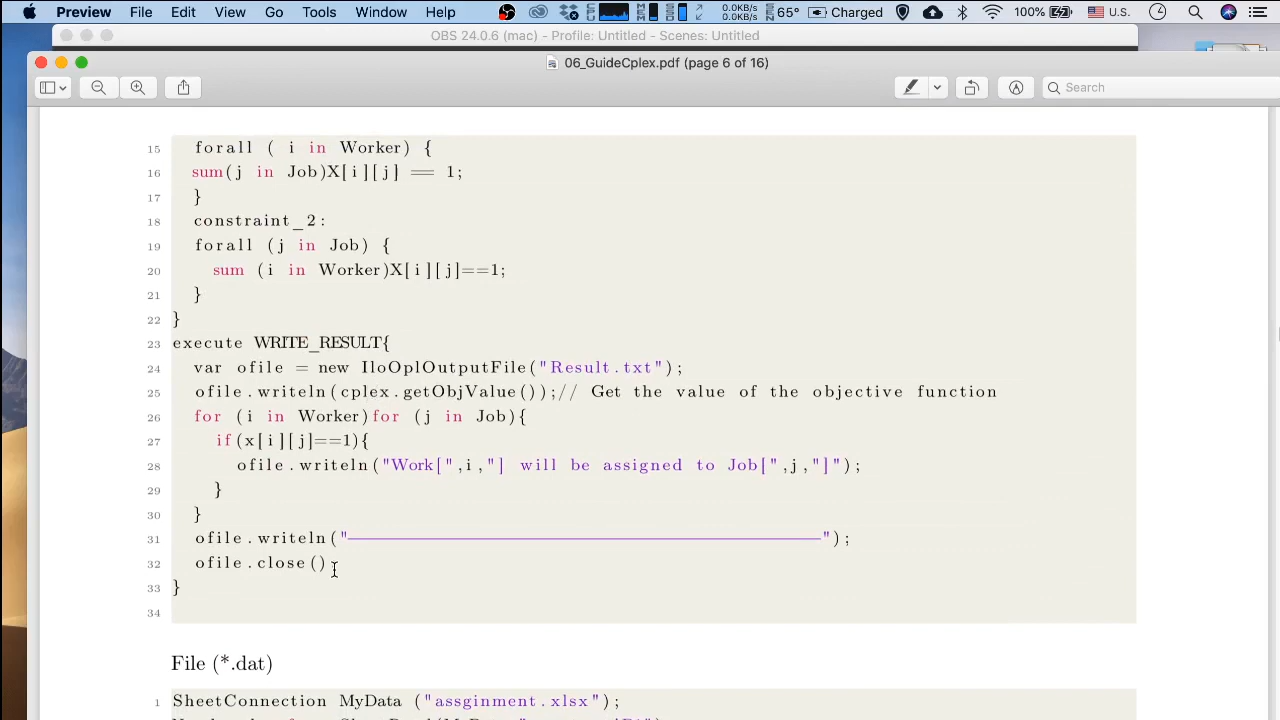 Preview File Edit View Go Tools Window Help 0.0KB/s 0.0KB/s 65° Charged 100% U.S.
OBS 24.0.6 (mac) - Profile: Untitled - Scenes: Untitled
06_GuideCplex.pdf (page 6 of 16)
Search
15 forall ( i in Worker) {
16 sum(j in Job)X[i][j] == 1;
17 }
18 constraint_2:
19 forall (j in Job) {
20 sum (i in Worker)X[i][j]==1;
21 }
22 }
23 execute WRITE_RESULT{
24 var ofile = new IloOplOutputFile("Result.txt");
25 ofile.writeln(cplex.getObjValue());// Get the value of the objective function
26 for (i in Worker)for (j in Job){
27 if(x[i][j]==1){
28 ofile.writeln("Work[",i,"] will be assigned to Job[",j,"]");
29 }
30 }
31 ofile.writeln("————————————————————————");
32 ofile.close()
33 }
34
File (*.dat)
1 SheetConnection MyData ("assginment.xlsx");